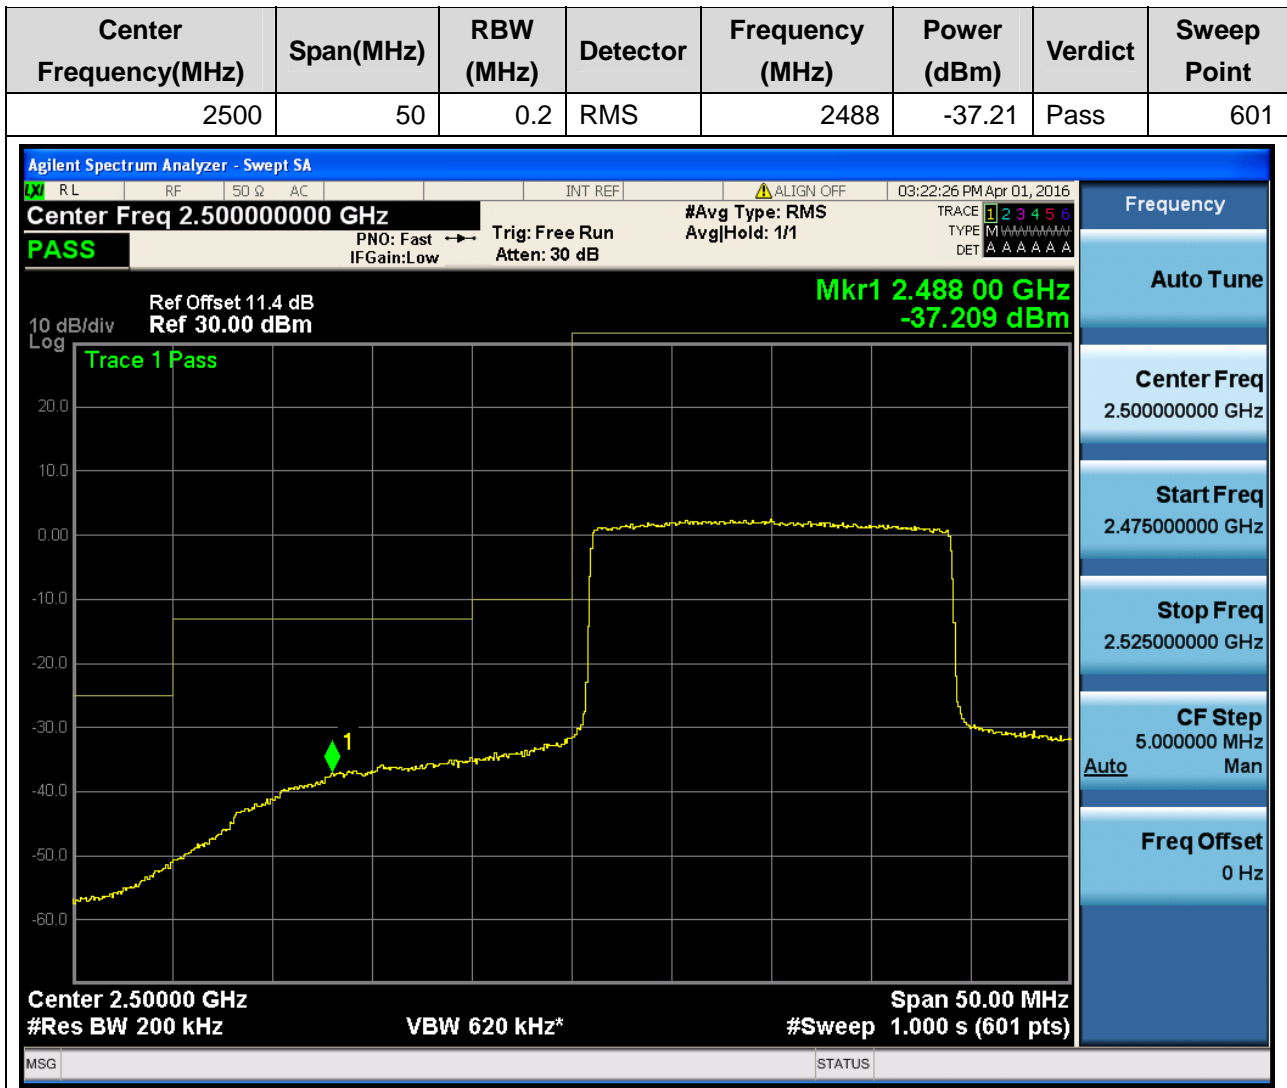 Center Frequency(MHz) Span(MHz) RBW (MHz) Detector Frequency (MHz) Power (dBm) Verdict Sweep Point
2500 50 0.2 RMS 2488 -37.21 Pass 601
Agilent Spectrum Analyzer - Swept SA
LXI RL RF 50 Ω AC INT REF ALIGN OFF 03:22:26 PM Apr 01, 2016
Center Freq 2.500000000 GHz
PASS
PNO: Fast
IFGain:Low
Trig: Free Run
Atten: 30 dB
#Avg Type: RMS
Avg|Hold: 1/1
TRACE 1 2 3 4 5 6
TYPE M
DET A A A A A A
Ref Offset 11.4 dB
10 dB/div Ref 30.00 dBm
Log
Mkr1 2.488 00 GHz
-37.209 dBm
Trace 1 Pass
20.0
10.0
0.00
-10.0
-20.0
-30.0
-40.0
-50.0
-60.0
1
Center 2.50000 GHz Span 50.00 MHz
#Res BW 200 kHz VBW 620 kHz* #Sweep 1.000 s (601 pts)
MSG STATUS
Frequency
Auto Tune
Center Freq
2.500000000 GHz
Start Freq
2.475000000 GHz
Stop Freq
2.525000000 GHz
CF Step
5.000000 MHz
Auto Man
Freq Offset
0 Hz